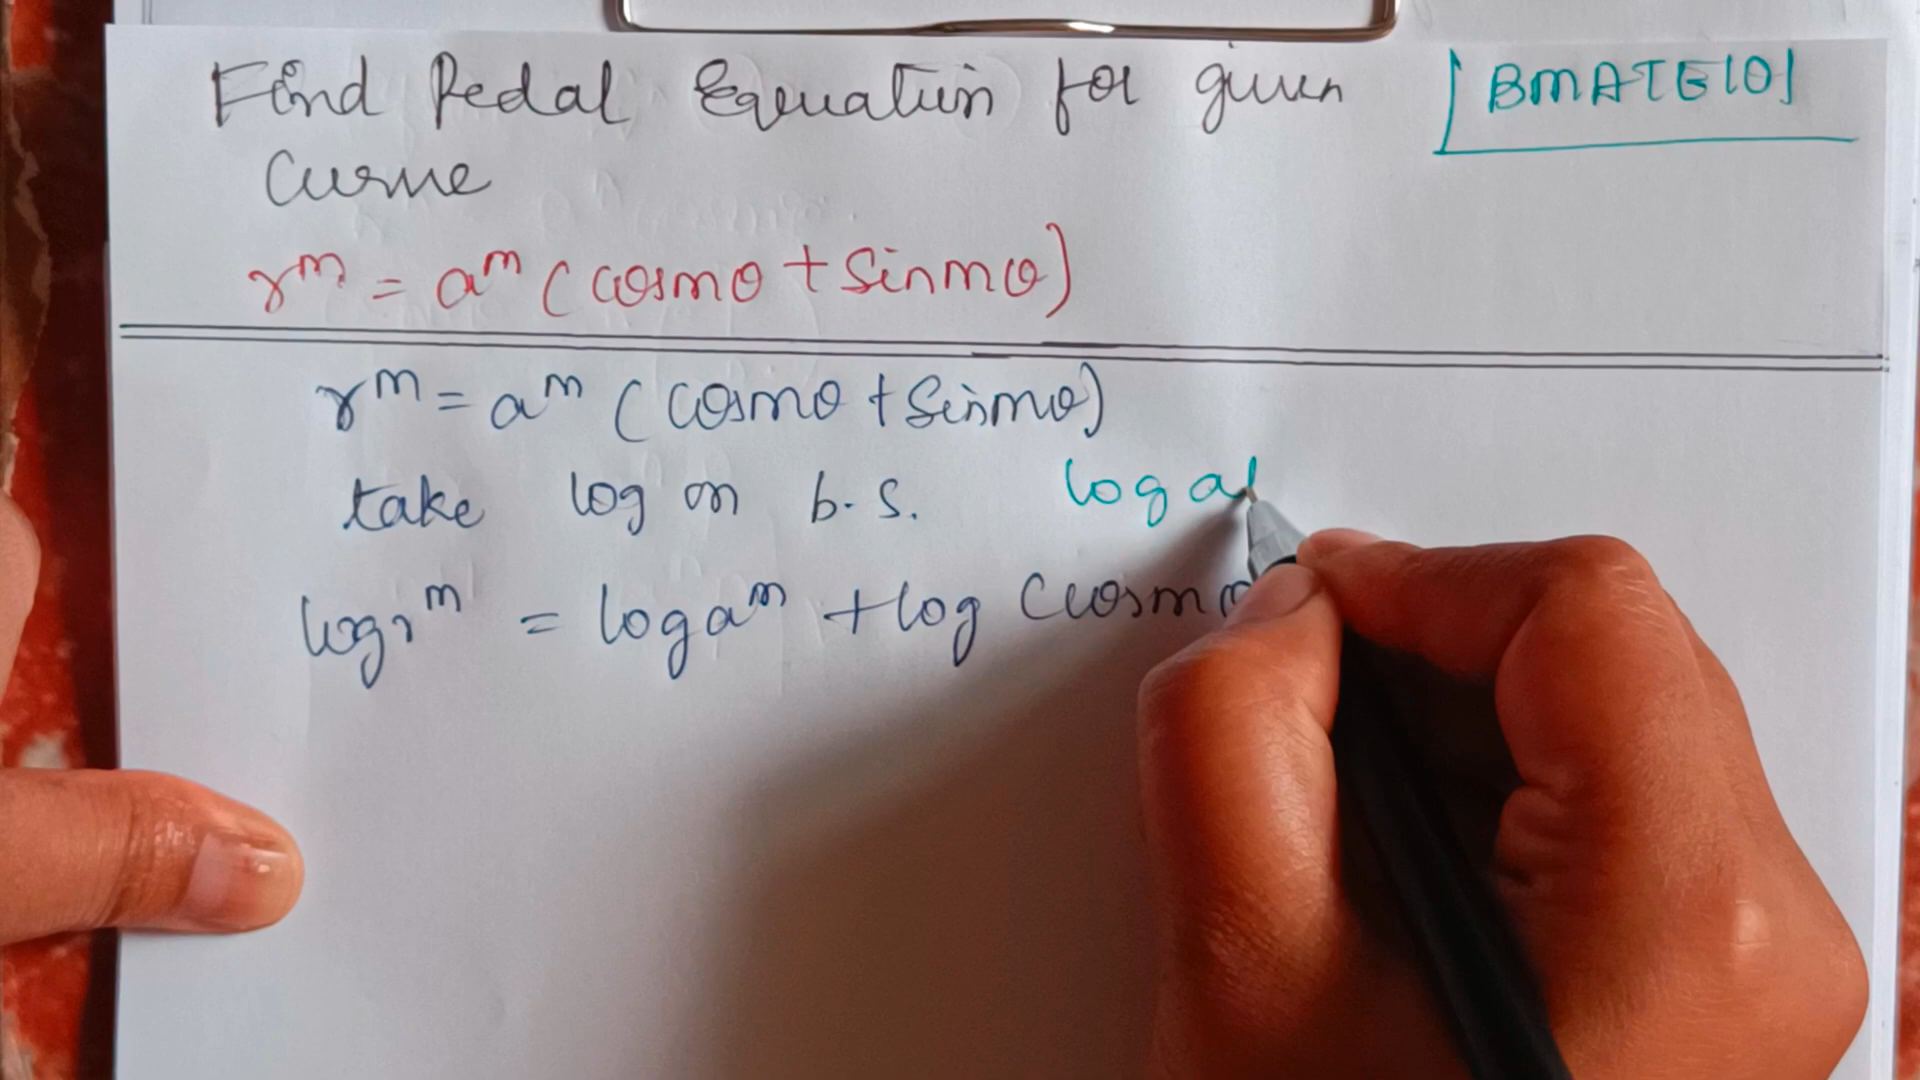 Find Pedal Equation for given
Curve
BMATE101
r^m = a^m (cosmθ + sinmθ)
r^m = a^m (cosmθ + sinmθ)
take log on b.s.
log a
log r^m = log a^m + log (cosm